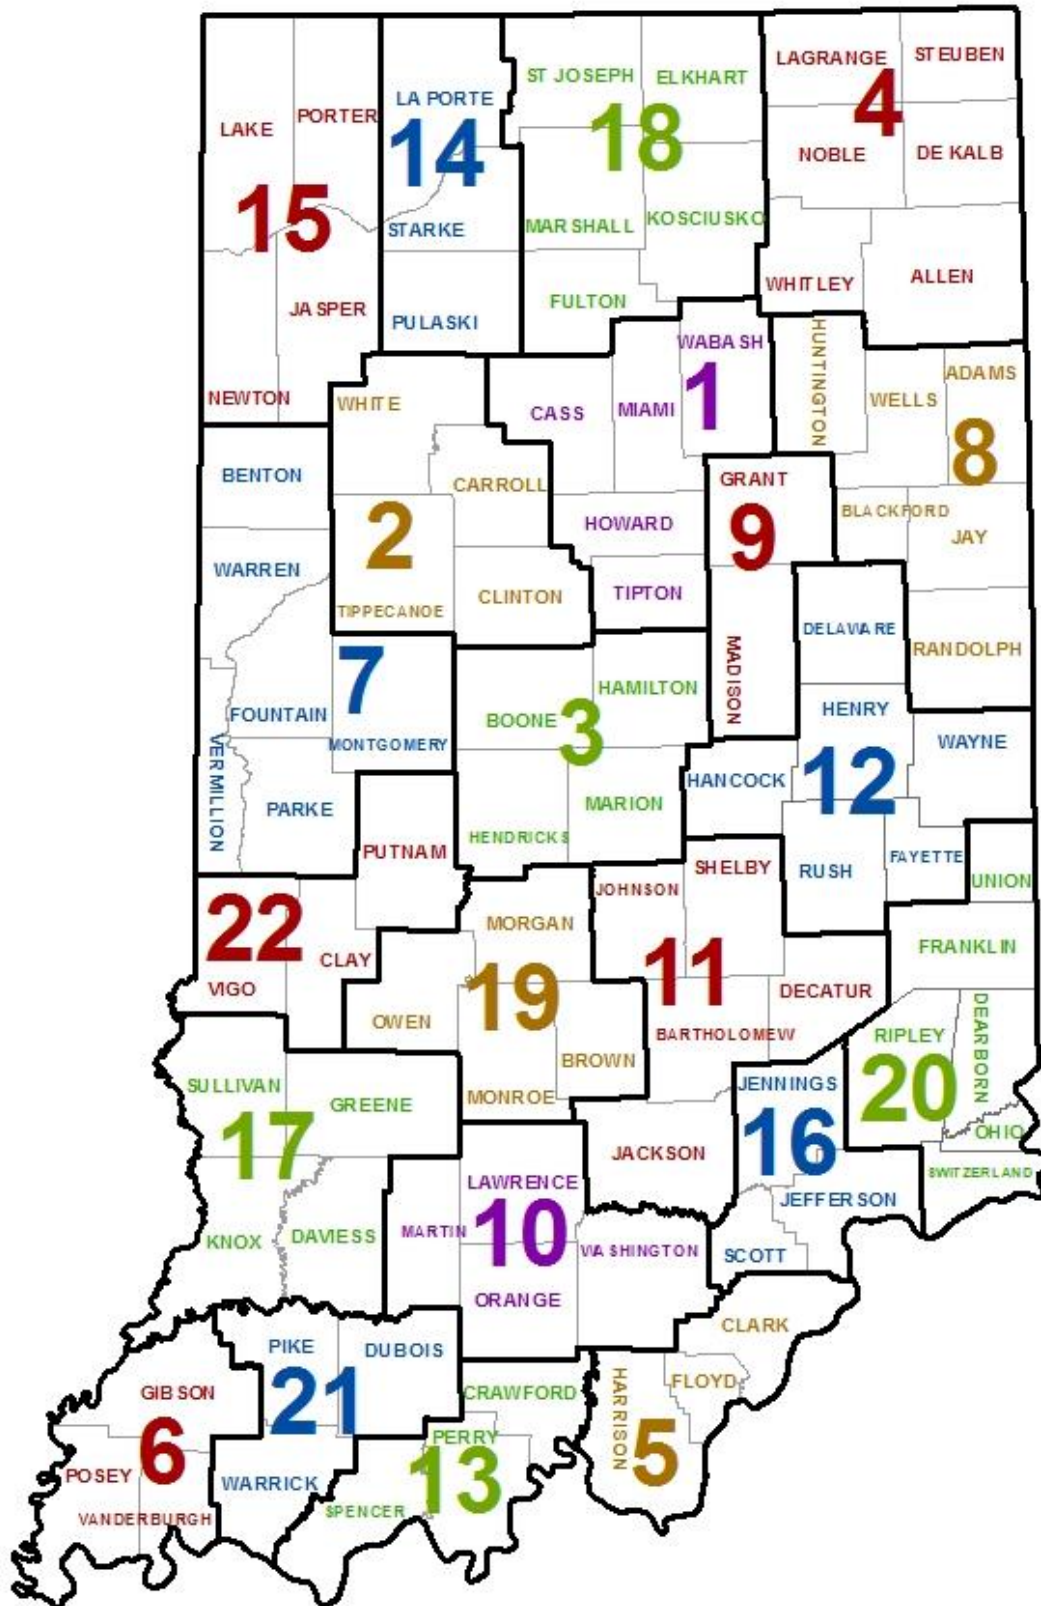 LAGRANGE
STEUBEN
4
ST JOSEPH
ELKHART
LA PORTE
PORTER
LAKE
14
18
NOBLE
DE KALB
15
STARKE
MARSHALL
KOSCIUSKO
WHITLEY
ALLEN
JASPER
PULASKI
FULTON
WABASH
HUNTINGTON
ADAMS
NEWTON
WHITE
CASS
MIAMI
1
WELLS
8
BENTON
CARROLL
GRANT
BLACKFORD
2
HOWARD
9
JAY
WARREN
TIPPECANOE
CLINTON
TIPTON
DELAWARE
MADISON
RANDOLPH
7
HAMILTON
BOONE
3
HENRY
FOUNTAIN
MONTGOMERY
WAYNE
VERMILLION
HANCOCK
12
PARKE
MARION
HENDRICKS
PUTNAM
SHELBY
RUSH
FAYETTE
UNION
JOHNSON
22
MORGAN
FRANKLIN
CLAY
11
VIGO
19
DECATUR
OWEN
BARTHOLOMEW
RIPLEY
DEARBORN
BROWN
SULLIVAN
GREENE
MONROE
JENNINGS
20
17
16
OHIO
JACKSON
LAWRENCE
SWITZERLAND
KNOX
DAVIESS
MARTIN
10
JEFFERSON
WASHINGTON
SCOTT
ORANGE
CLARK
PIKE
DUBOIS
GIBSON
21
CRAWFORD
HARRISON
FLOYD
6
PERRY
5
POSEY
WARRICK
13
VANDERBURGH
SPENCER